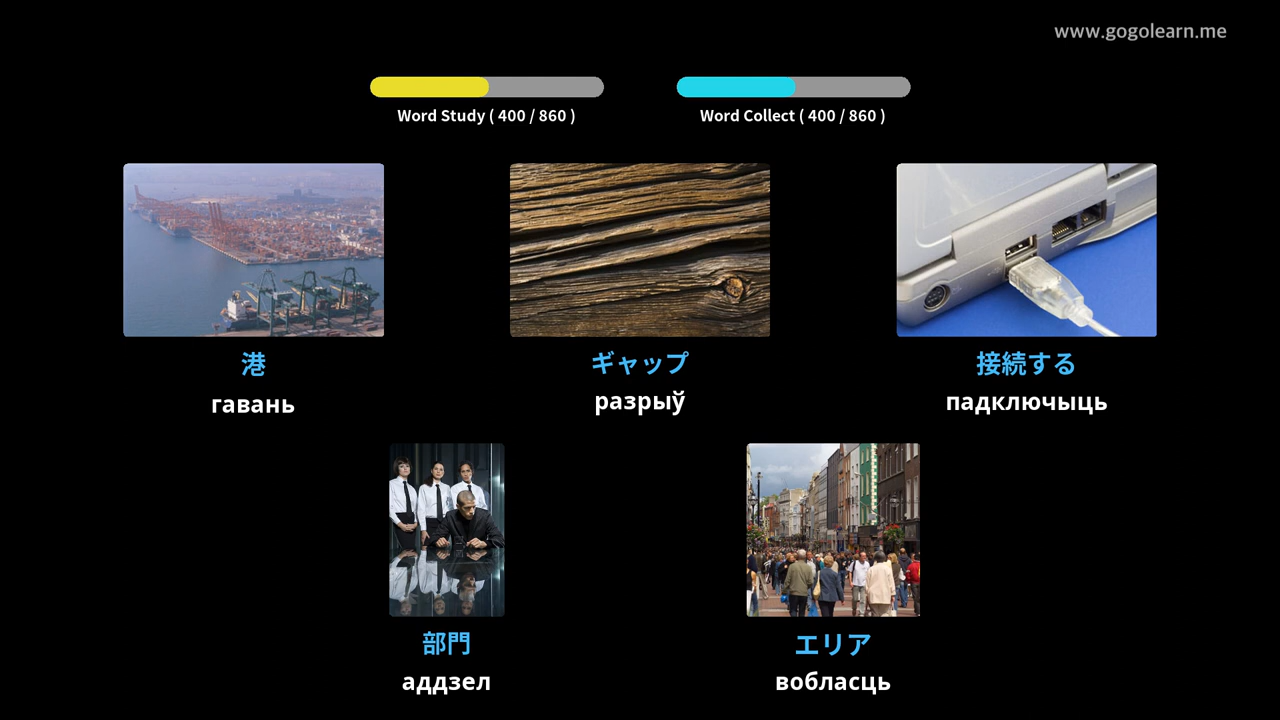 www.gogolearn.me
Word Study ( 400 / 860 )
Word Collect ( 400 / 860 )
港
гавань
ギャップ
разрыў
接続する
падключыць
部門
аддзел
エリア
вобласць